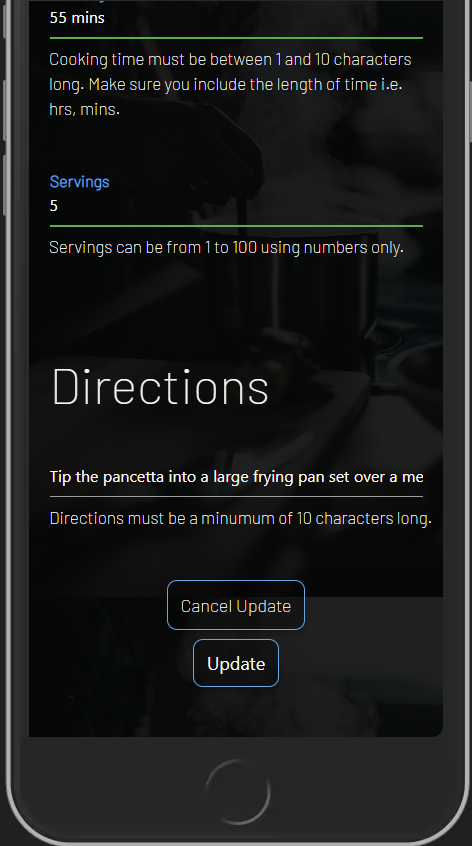 55 mins
Cooking time must be between 1 and 10 characters
long. Make sure you include the length of time i.e.
hrs, mins.
Servings
5
Servings can be from 1 to 100 using numbers only.
Directions
Tip the pancetta into a large frying pan set over a me
Directions must be a minumum of 10 characters long.
Cancel Update
Update